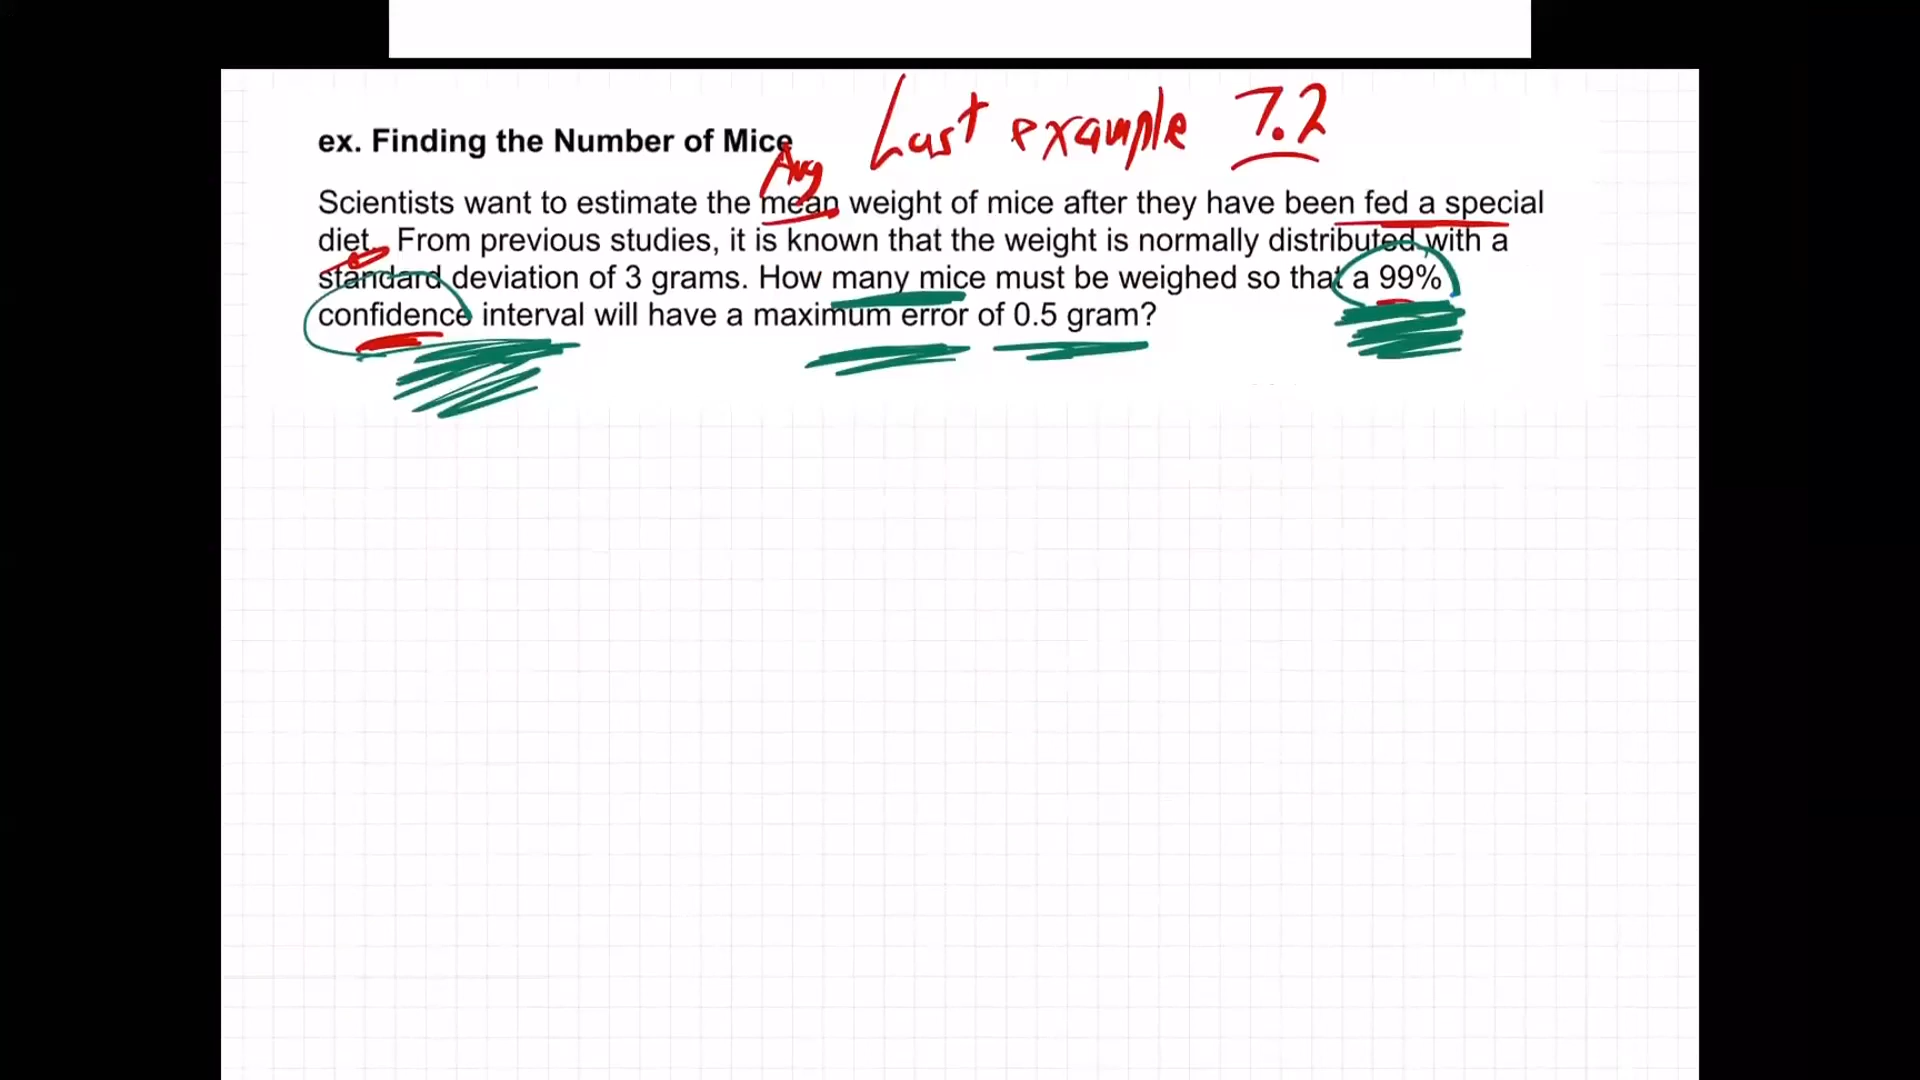 Last example 7.2
ex. Finding the Number of Mice
Avg
Scientists want to estimate the mean weight of mice after they have been fed a special
diet. From previous studies, it is known that the weight is normally distributed with a
standard deviation of 3 grams. How many mice must be weighed so that a 99%
confidence interval will have a maximum error of 0.5 gram?